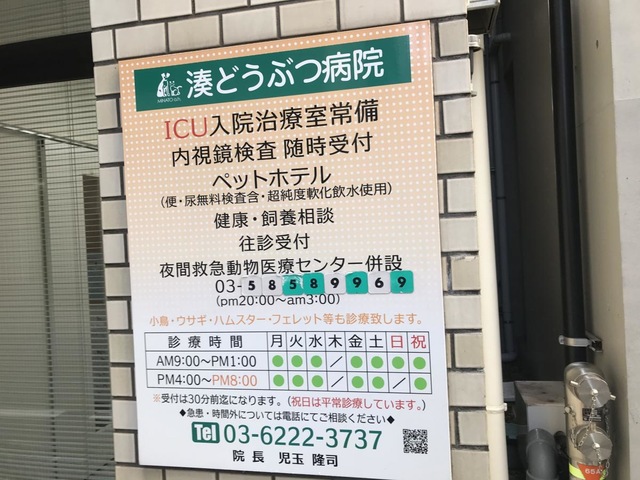 湊どうぶつ病院
ICU入院治療室常備
内視鏡検査 随時受付
ペットホテル
(便・尿無料検査含・超純度軟化飲水使用)
健康・飼養相談
往診受付
夜間救急動物医療センター併設
03-58589969
(pm20:00〜am3:00)
小鳥・ウサギ・ハムスター・フェレット等も診療致します。
診療時間 月 火 水 木 金 土 日 祝
AM9:00〜PM1:00 ● ● ● / ● ● ● ●
PM4:00〜PM8:00 ● ● ● / ● ● / ●
※受付は30分前迄になります。(祝日は平常診療しています。)
◆急患・時間外については電話にてご相談ください◆
Tel 03-6222-3737
院長 児玉 隆司